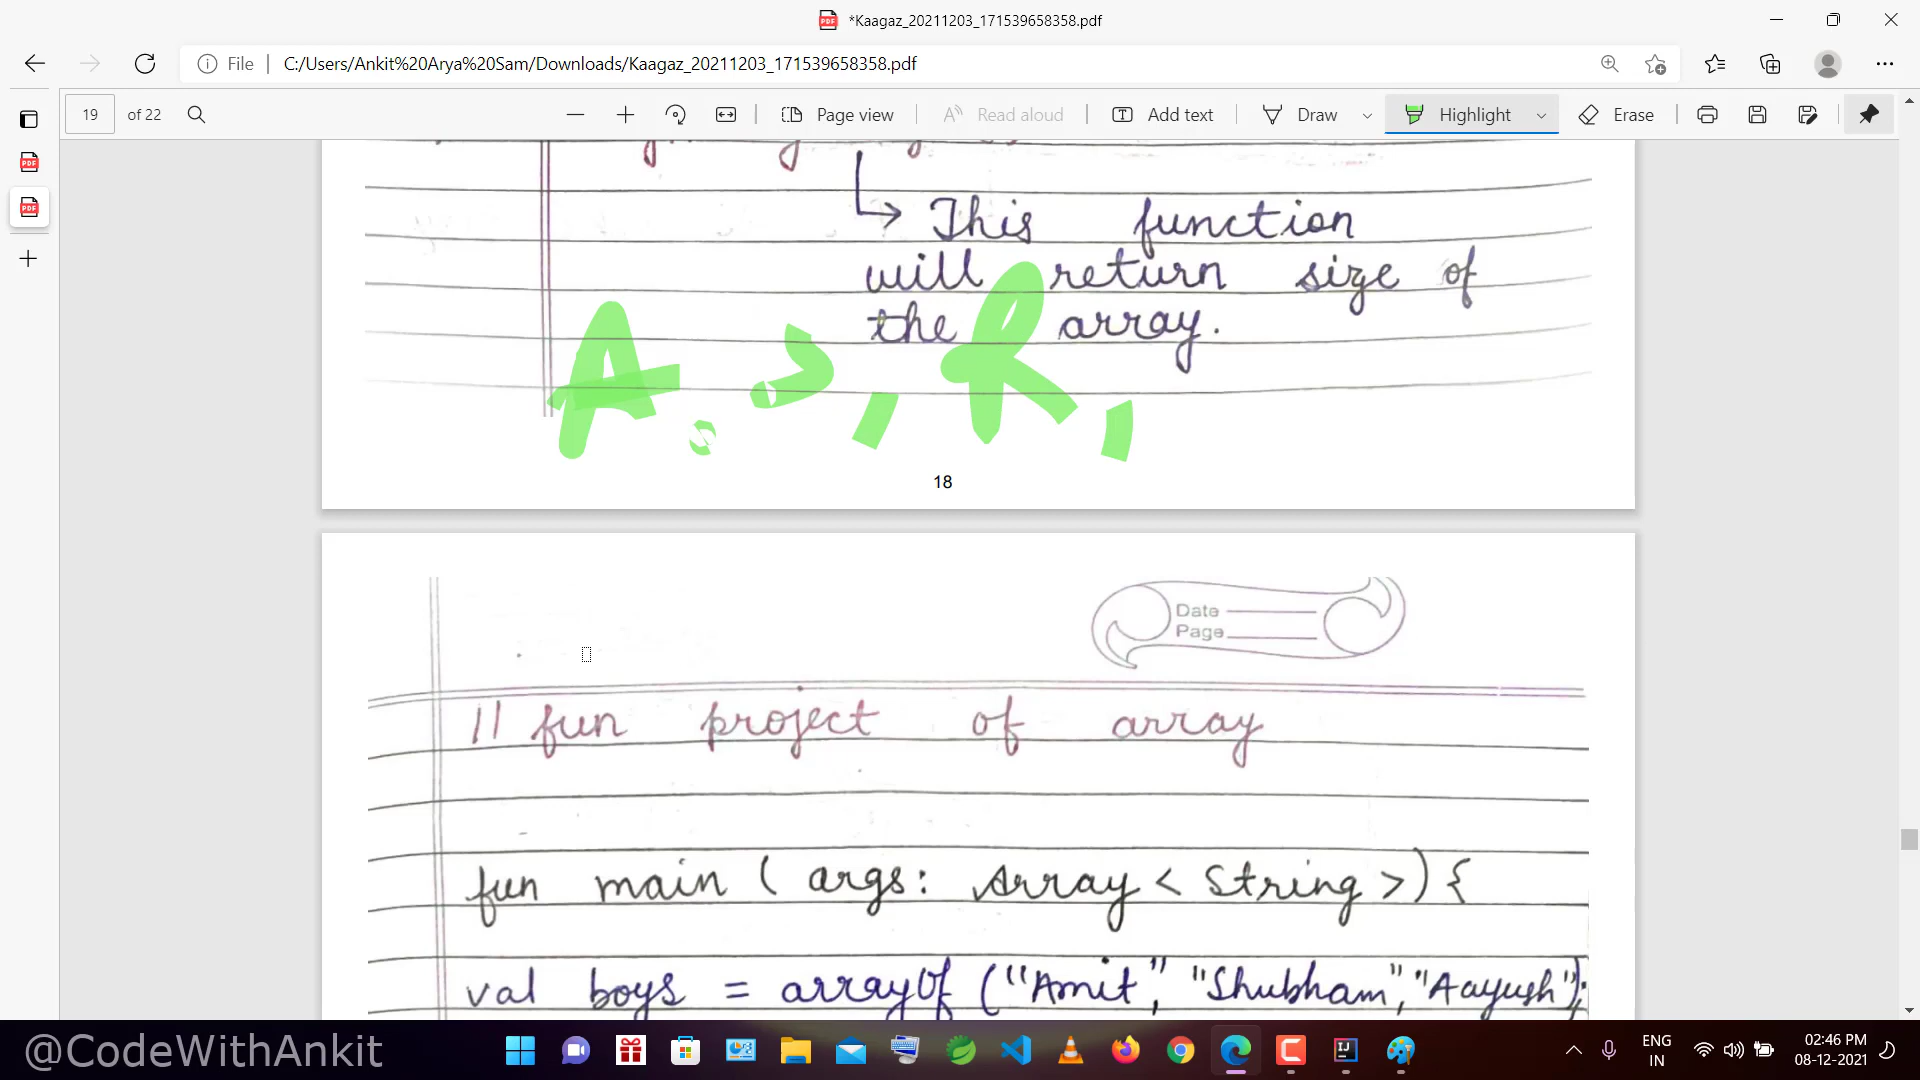 *Kaagaz_20211203_171539658358.pdf
File
C:/Users/Ankit%20Arya%20Sam/Downloads/Kaagaz_20211203_171539658358.pdf
19 of 22
Page view
Read aloud
Add text
Draw
Highlight
Erase
This function
will return size of
the array.
A.
R,
18
Date
Page
// fun project of array
fun main ( args: Array < String >) {
val boys = arrayOf ("Amit", "Shubham", "Aayush");
@CodeWithAnkit
ENG
IN
02:46 PM
08-12-2021